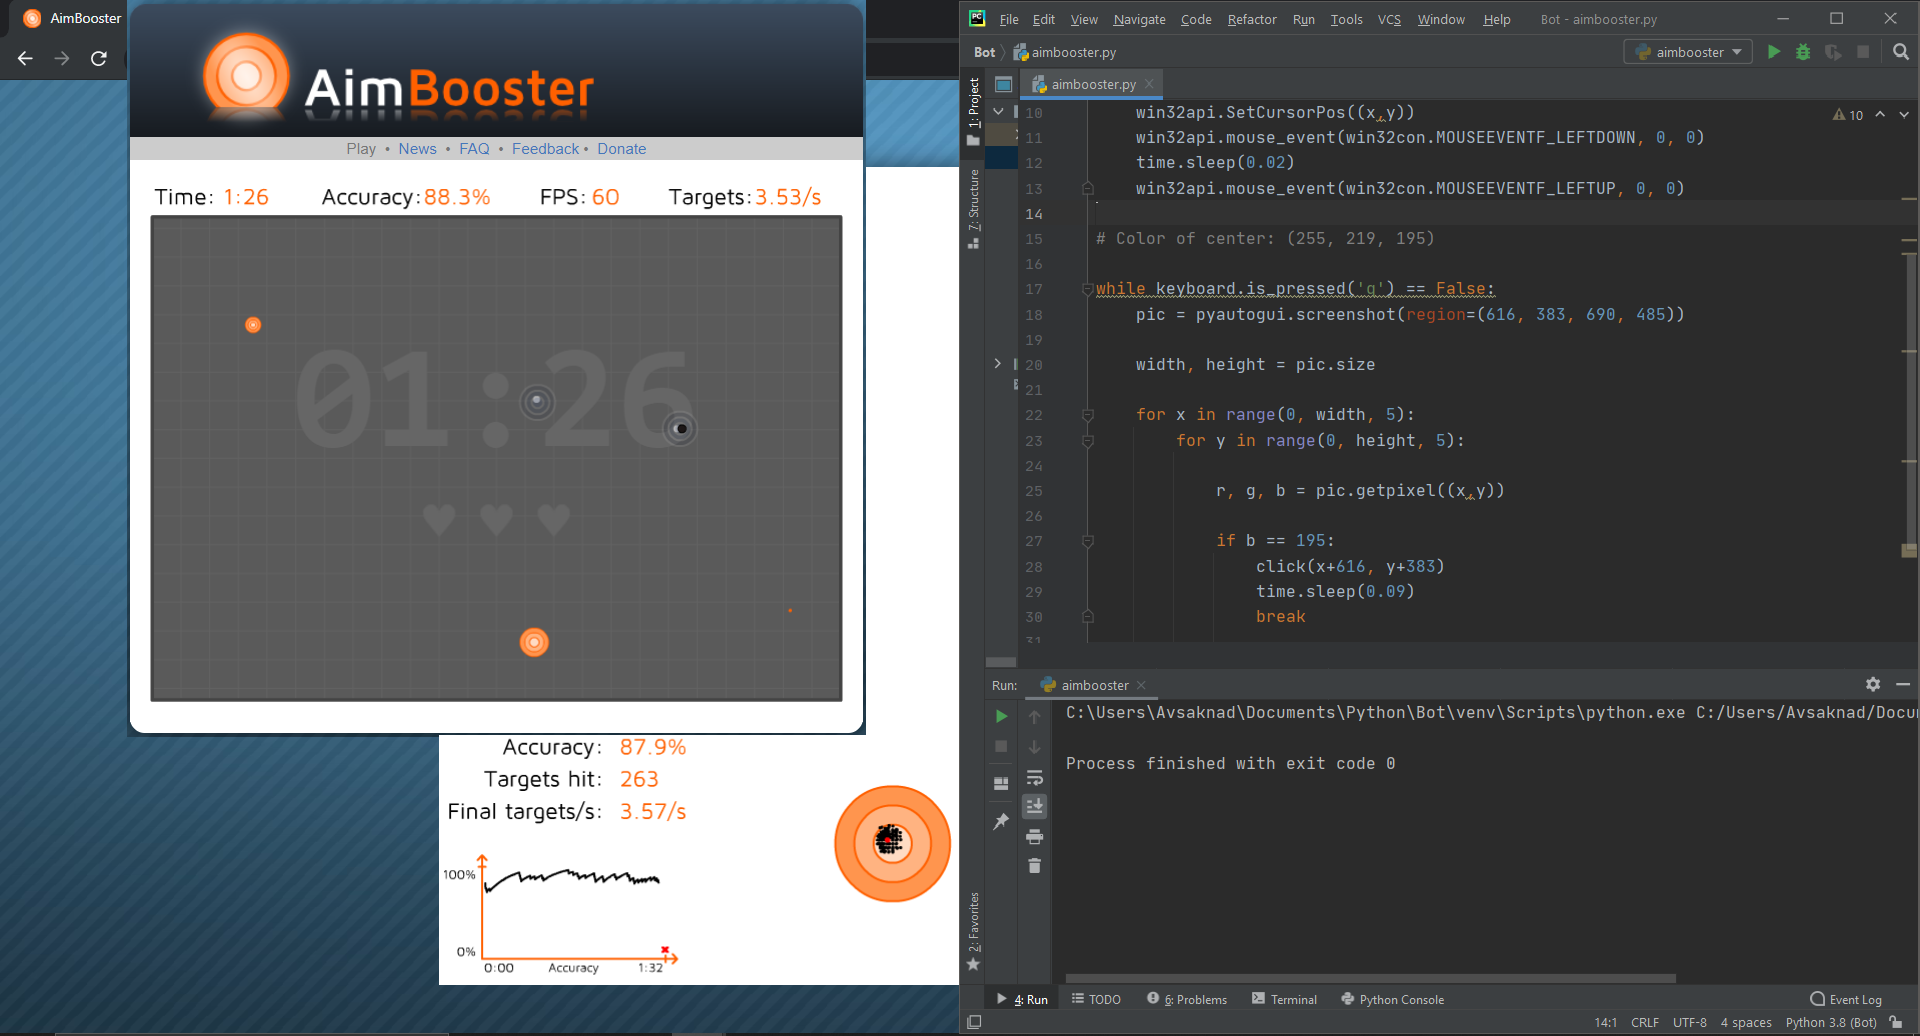 AimBooster
AimBooster
Play • News • FAQ • Feedback • Donate
Time: 1:26 Accuracy:88.3% FPS: 60 Targets:3.53/s
01:26
Accuracy: 87.9%
Targets hit: 263
Final targets/s: 3.57/s
100%
0%
0:00 Accuracy 1:32
File Edit View Navigate Code Refactor Run Tools VCS Window Help Bot - aimbooster.py
Bot aimbooster.py aimbooster
1: Project
7: Structure
2: Favorites
aimbooster.py
10 win32api.SetCursorPos((x,y))
10
11 win32api.mouse_event(win32con.MOUSEEVENTF_LEFTDOWN, 0, 0)
12 time.sleep(0.02)
13 win32api.mouse_event(win32con.MOUSEEVENTF_LEFTUP, 0, 0)
14
15 # Color of center: (255, 219, 195)
16
17 while keyboard.is_pressed('q') == False:
18 pic = pyautogui.screenshot(region=(616, 383, 690, 485))
19
20 width, height = pic.size
21
22 for x in range(0, width, 5):
23 for y in range(0, height, 5):
24
25 r, g, b = pic.getpixel((x,y))
26
27 if b == 195:
28 click(x+616, y+383)
29 time.sleep(0.09)
30 break
31
Run: aimbooster
C:\Users\Avsaknad\Documents\Python\Bot\venv\Scripts\python.exe C:/Users/Avsaknad/Docu
Process finished with exit code 0
4: Run TODO 6: Problems Terminal Python Console Event Log
14:1 CRLF UTF-8 4 spaces Python 3.8 (Bot)